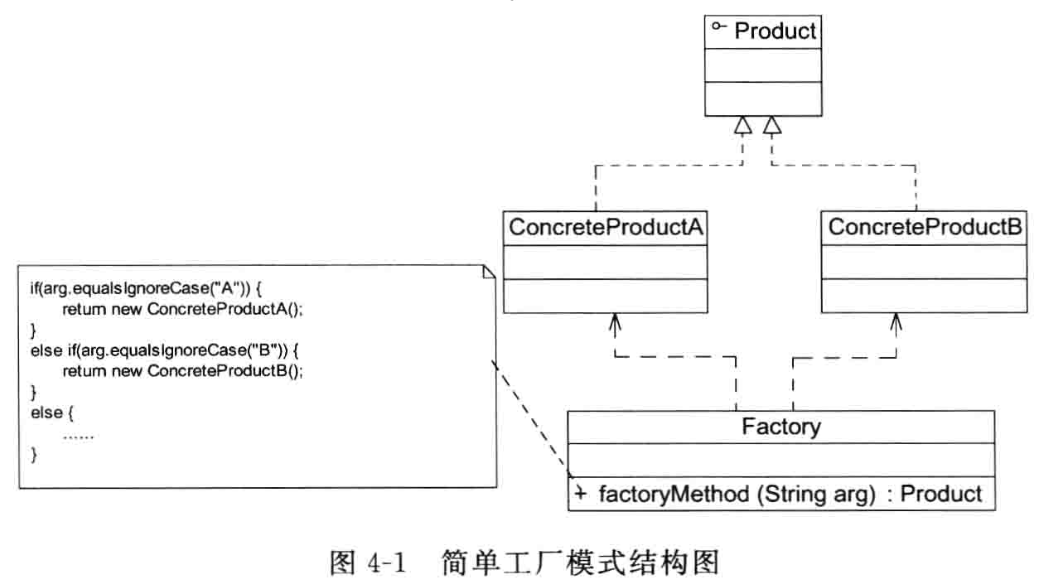 Product
ConcreteProductA
ConcreteProductB
if(arg.equalsIgnoreCase("A")) {
return new ConcreteProductA();
}
else if(arg.equalsIgnoreCase("B")) {
return new ConcreteProductB();
}
else {
......
}
Factory
+ factoryMethod (String arg) : Product
图 4-1 简单工厂模式结构图